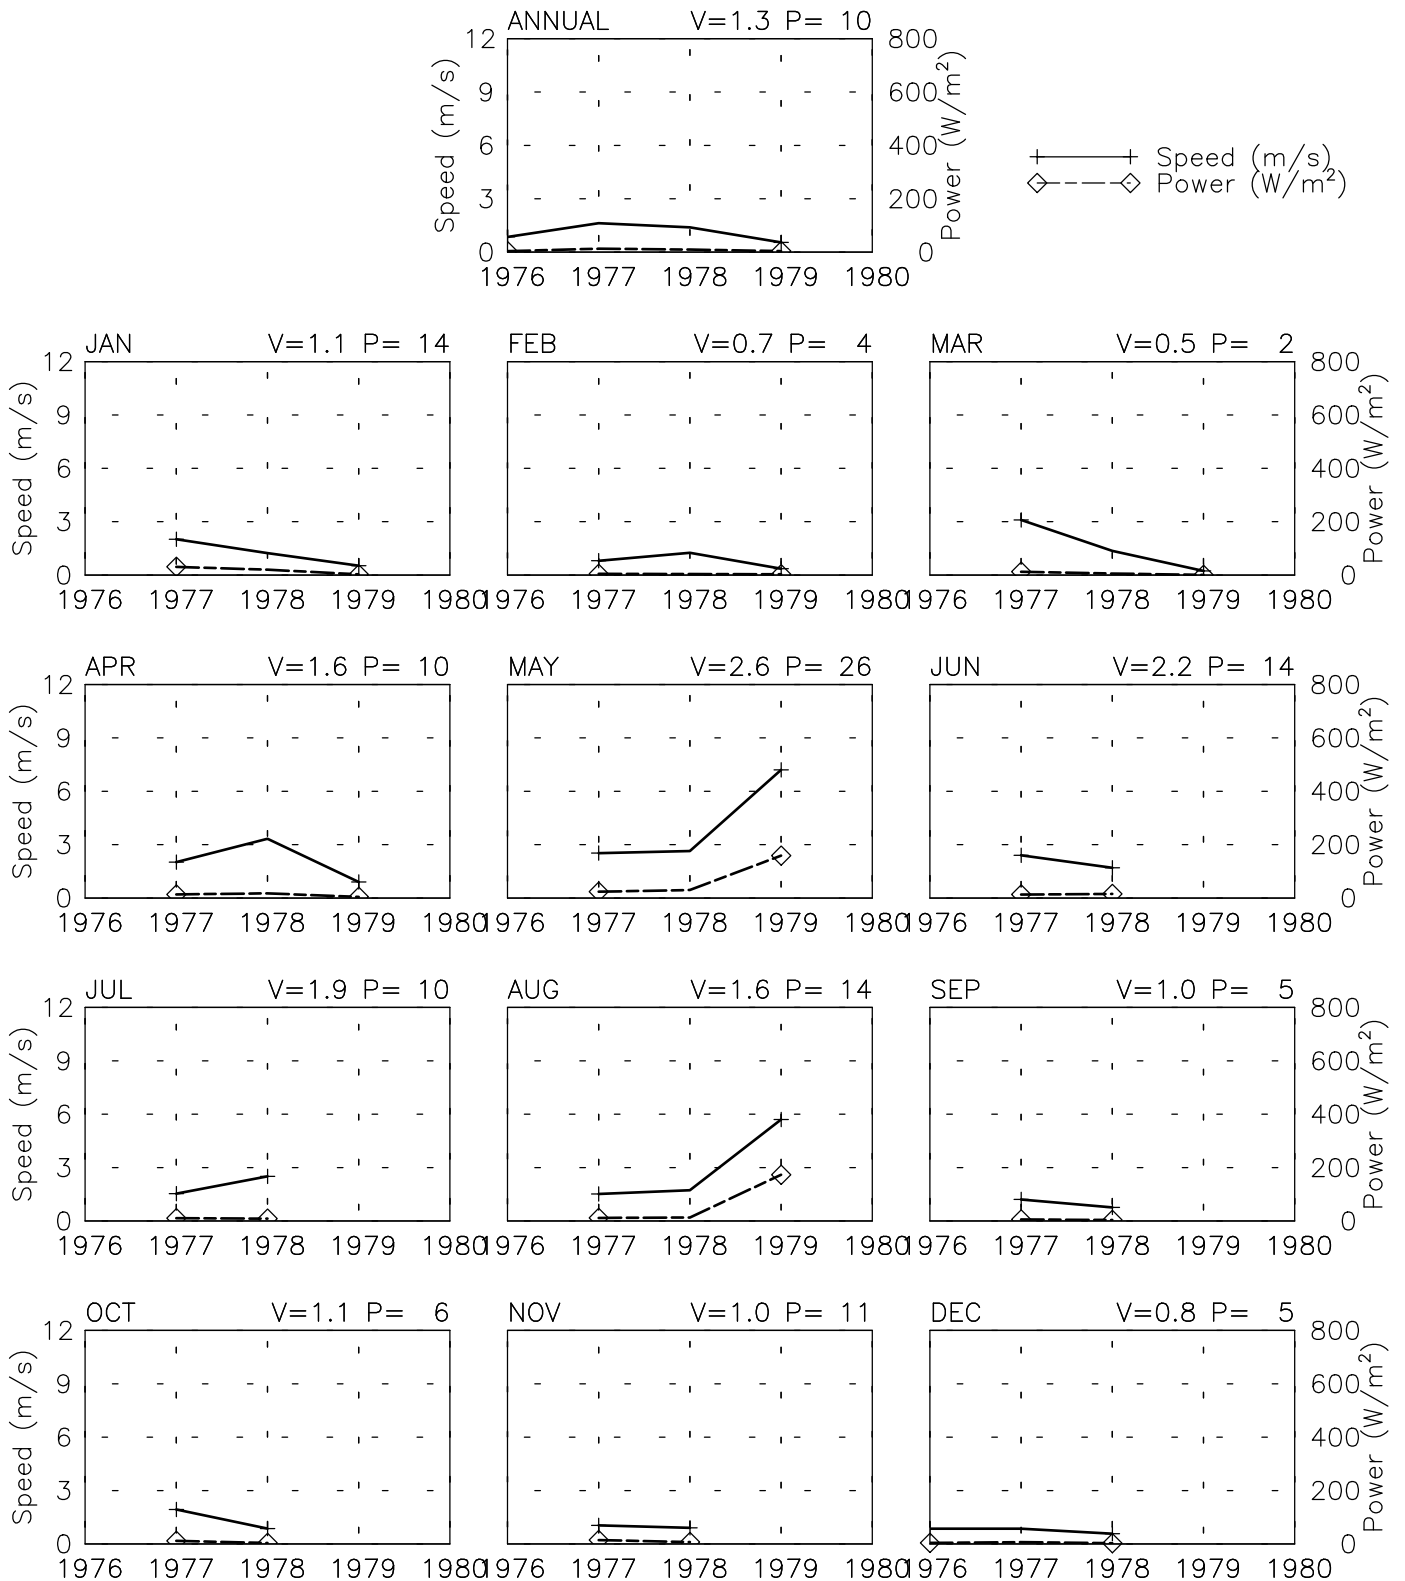 ANNUAL V=1.3 P= 10
12 800
9 600
6 400
3 200
0 0
Speed (m/s)
Power (W/m²)
1976 1977 1978 1979 1980
Speed (m/s)
Power (W/m²)
JAN V=1.1 P= 14 FEB V=0.7 P= 4 MAR V=0.5 P= 2
12 800
9 600
6 400
3 200
0 0
Speed (m/s)
Power (W/m²)
1976 1977 1978 1979 1980 1976 1977 1978 1979 1980 1976 1977 1978 1979 1980
APR V=1.6 P= 10 MAY V=2.6 P= 26 JUN V=2.2 P= 14
12 800
9 600
6 400
3 200
0 0
Speed (m/s)
Power (W/m²)
1976 1977 1978 1979 1980 1976 1977 1978 1979 1980 1976 1977 1978 1979 1980
JUL V=1.9 P= 10 AUG V=1.6 P= 14 SEP V=1.0 P= 5
12 800
9 600
6 400
3 200
0 0
Speed (m/s)
Power (W/m²)
1976 1977 1978 1979 1980 1976 1977 1978 1979 1980 1976 1977 1978 1979 1980
OCT V=1.1 P= 6 NOV V=1.0 P= 11 DEC V=0.8 P= 5
12 800
9 600
6 400
3 200
0 0
Speed (m/s)
Power (W/m²)
1976 1977 1978 1979 1980 1976 1977 1978 1979 1980 1976 1977 1978 1979 1980